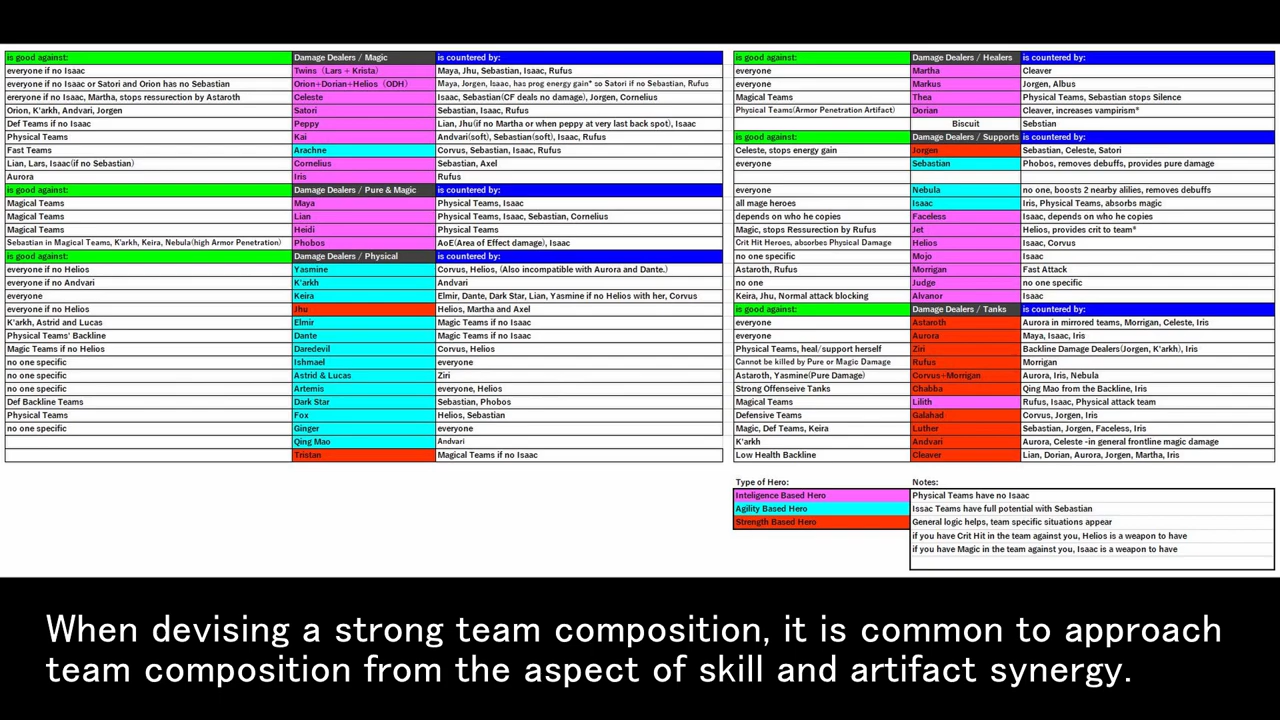 is good against: Damage Dealers / Magic is countered by:
everyone if no Isaac Twins (Lars + Krista) Maya, Jhu, Sebastian, Isaac, Rufus
everyone if no Isaac or Satori and Orion has no Sebastian Orion+Dorian+Helios (ODH) Maya, Jorgen, Isaac, has prog energy gain* so Satori if no Sebastian, Rufus
ereryone if no Isaac, Martha, stops ressurection by Astaroth Celeste Isaac, Sebastian(CF deals no damage), Jorgen, Cornelius
Orion, K'arkh, Andvari, Jorgen Satori Sebastian, Isaac, Rufus
Def Teams if no Isaac Peppy Lian, Jhu(if no Martha or when peppy at very last back spot), Isaac
Physical Teams Kai Andvari(soft), Sebastian(soft), Isaac, Rufus
Fast Teams Arachne Corvus, Sebastian, Isaac, Rufus
Lian, Lars, Isaac(if no Sebastian) Cornelius Sebastian, Axel
Aurora Iris Rufus
is good against: Damage Dealers / Pure & Magic is countered by:
Magical Teams Maya Physical Teams, Isaac
Magical Teams Lian Physical Teams, Isaac, Sebastian, Cornelius
Magical Teams Heidi Physical Teams
Sebastian in Magical Teams, K'arkh, Keira, Nebula(high Armor Penetration) Phobos AoE(Area of Effect damage), Isaac
is good against: Damage Dealers / Physical is countered by:
everyone if no Helios Yasmine Corvus, Helios, (Also incompatible with Aurora and Dante.)
everyone if no Andvari K'arkh Andvari
everyone Keira Elmir, Dante, Dark Star, Lian, Yasmine if no Helios with her, Corvus
everyone if no Helios Jhu Helios, Martha and Axel
K'arkh, Astrid and Lucas Elmir Magic Teams if no Isaac
Physical Teams' Backline Dante Magic Teams if no Isaac
Magic Teams if no Helios Daredevil Corvus, Helios
no one specific Ishmael everyone
no one specific Astrid & Lucas Ziri
no one specific Artemis everyone, Helios
Def Backline Teams Dark Star Sebastian, Phobos
Physical Teams Fox Helios, Sebastian
no one specific Ginger everyone
Qing Mao Andvari
Tristan Magical Teams if no Isaac
is good against: Damage Dealers / Healers is countered by:
everyone Martha Cleaver
everyone Markus Jorgen, Albus
Magical Teams Thea Physical Teams, Sebastian stops Silence
Physical Teams(Armor Penetration Artifact) Dorian Cleaver, increases vampirism*
Biscuit Sebstian
is good against: Damage Dealers / Supports is countered by:
Celeste, stops energy gain Jorgen Sebastian, Celeste, Satori
everyone Sebastian Phobos, removes debuffs, provides pure damage
everyone Nebula no one, boosts 2 nearby alilies, removes debuffs
all mage heroes Isaac Iris, Physical Teams, absorbs magic
depends on who he copies Faceless Isaac, depends on who he copies
Magic, stops Ressurection by Rufus Jet Helios, provides crit to team*
Crit Hit Heroes, absorbes Physical Damage Helios Isaac, Corvus
no one specific Mojo Isaac
Astaroth, Rufus Morrigan Fast Attack
no one Judge no one specific
Keira, Jhu, Normal attack blocking Alvanor Isaac
is good against: Damage Dealers / Tanks is countered by:
everyone Astaroth Aurora in mirrored teams, Morrigan, Celeste, Iris
everyone Aurora Maya, Isaac, Iris
Physical Teams, heal/support herself Ziri Backline Damage Dealers(Jorgen, K'arkh), Iris
Cannot be killed by Pure or Magic Damage Rufus Morrigan
Astaroth, Yasmine(Pure Damage) Corvus+Morrigan Aurora, Iris, Nebula
Strong Offenseive Tanks Chabba Qing Mao from the Backline, Iris
Magical Teams Lilith Rufus, Isaac, Physical attack team
Defensive Teams Galahad Corvus, Jorgen, Iris
Magic, Def Teams, Keira Luther Sebastian, Jorgen, Faceless, Iris
K'arkh Andvari Aurora, Celeste -in general frontline magic damage
Low Health Backline Cleaver Lian, Dorian, Aurora, Jorgen, Martha, Iris
Type of Hero: Notes:
Inteligence Based Hero Physical Teams have no Isaac
Agility Based Hero Issac Teams have full potential with Sebastian
Strength Based Hero General logic helps, team specific situations appear
if you have Crit Hit in the team against you, Helios is a weapon to have
if you have Magic in the team against you, Isaac is a weapon to have
When devising a strong team composition, it is common to approach
team composition from the aspect of skill and artifact synergy.